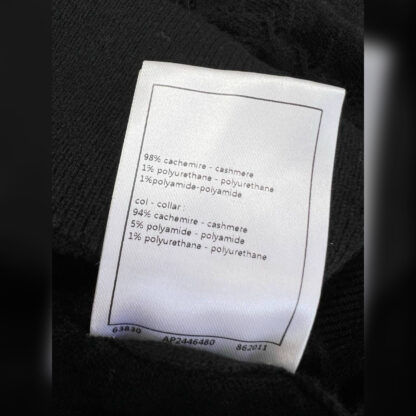 98% cachemire - cashmere
1% polyurethane - polyurethane
1%polyamide-polyamide
col - collar :
94% cachemire - cashmere
5% polyamide - polyamide
1% polyurethane - polyurethane
63830 AP2446480 862011